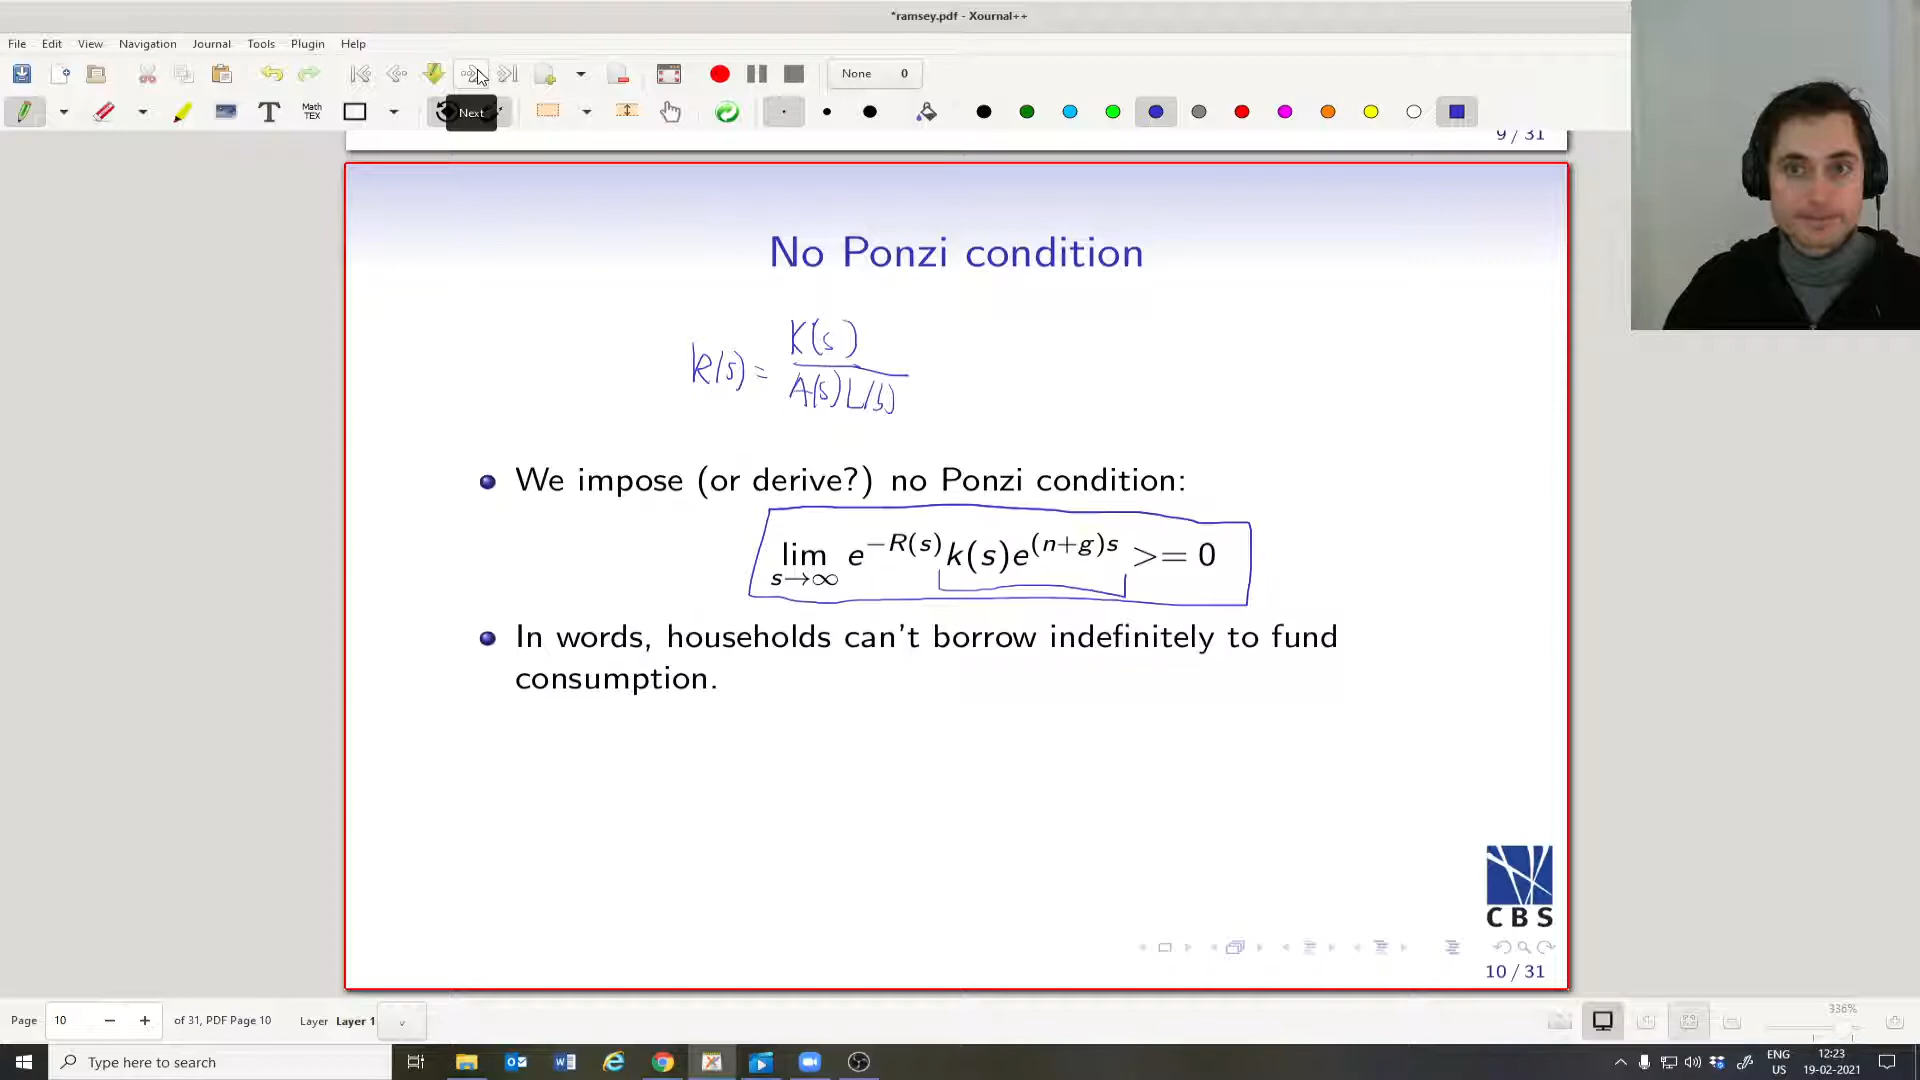 *ramsey.pdf - Xournal++
File Edit View Navigation Journal Tools Plugin Help
None 0
Math
TEX
Next
9 / 31
No Ponzi condition
k(s) = K(s) / A(s) L(s)
We impose (or derive?) no Ponzi condition:
lim s→∞ e^−R(s) k(s)e^(n+g)s >= 0
In words, households can't borrow indefinitely to fund
consumption.
CBS
10 / 31
Page 10 − + of 31, PDF Page 10 Layer Layer 1
336%
Type here to search
ENG
US
12:23
19-02-2021